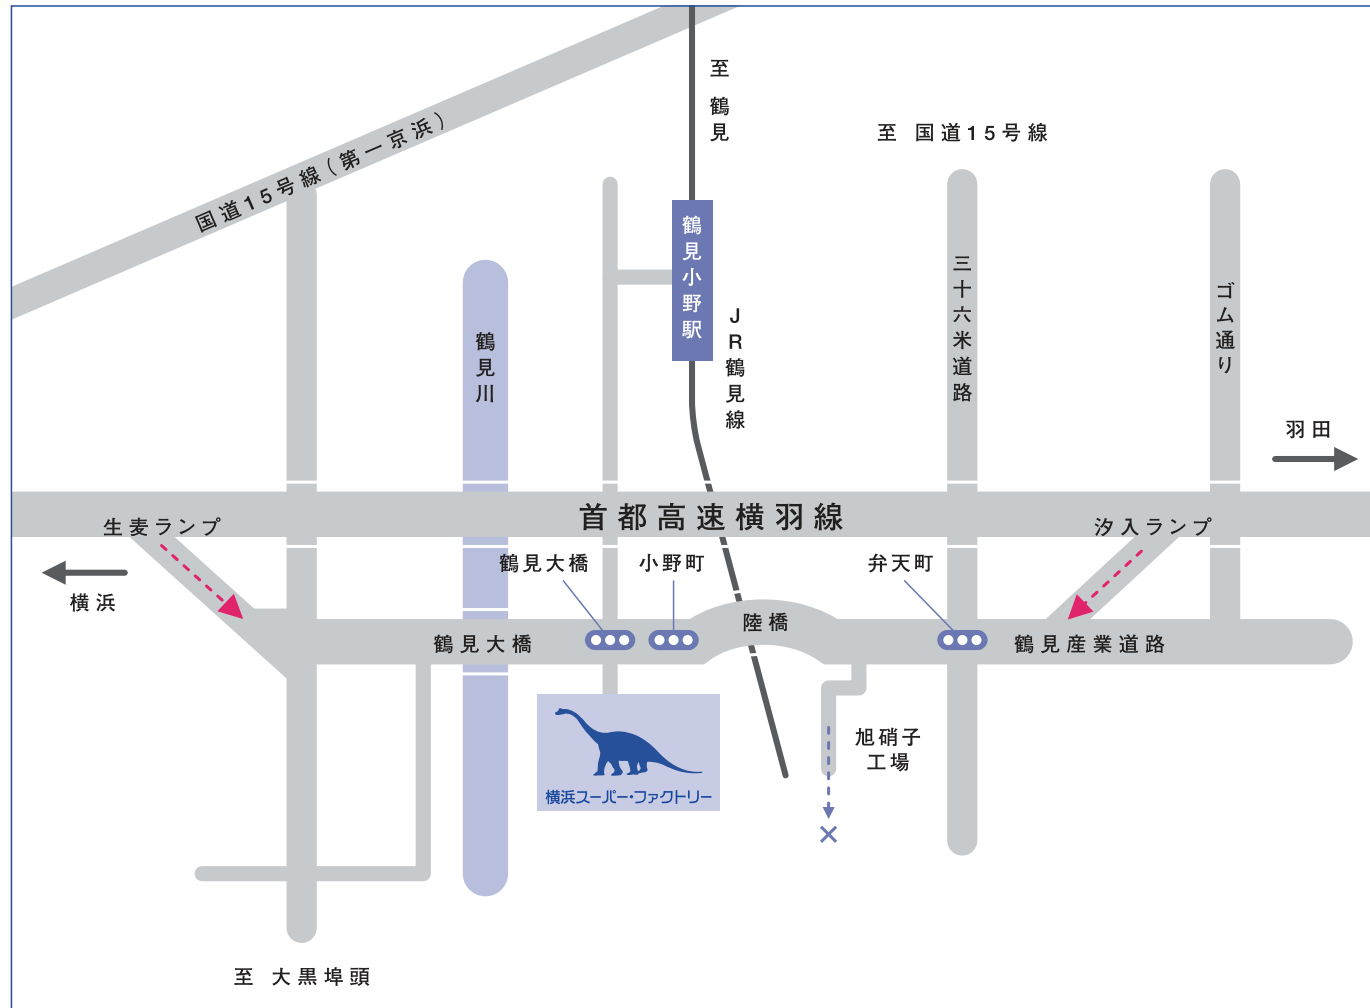 至 鶴見
至 国道15号線
国道15号線(第一京浜)
鶴見小野駅
三十六米道路
ゴム通り
JR鶴見線
鶴見川
羽田
首都高速横羽線
生麦ランプ
汐入ランプ
鶴見大橋
小野町
弁天町
横浜
陸橋
鶴見大橋
鶴見産業道路
旭硝子
工場
横浜スーパー・ファクトリー
至 大黒埠頭